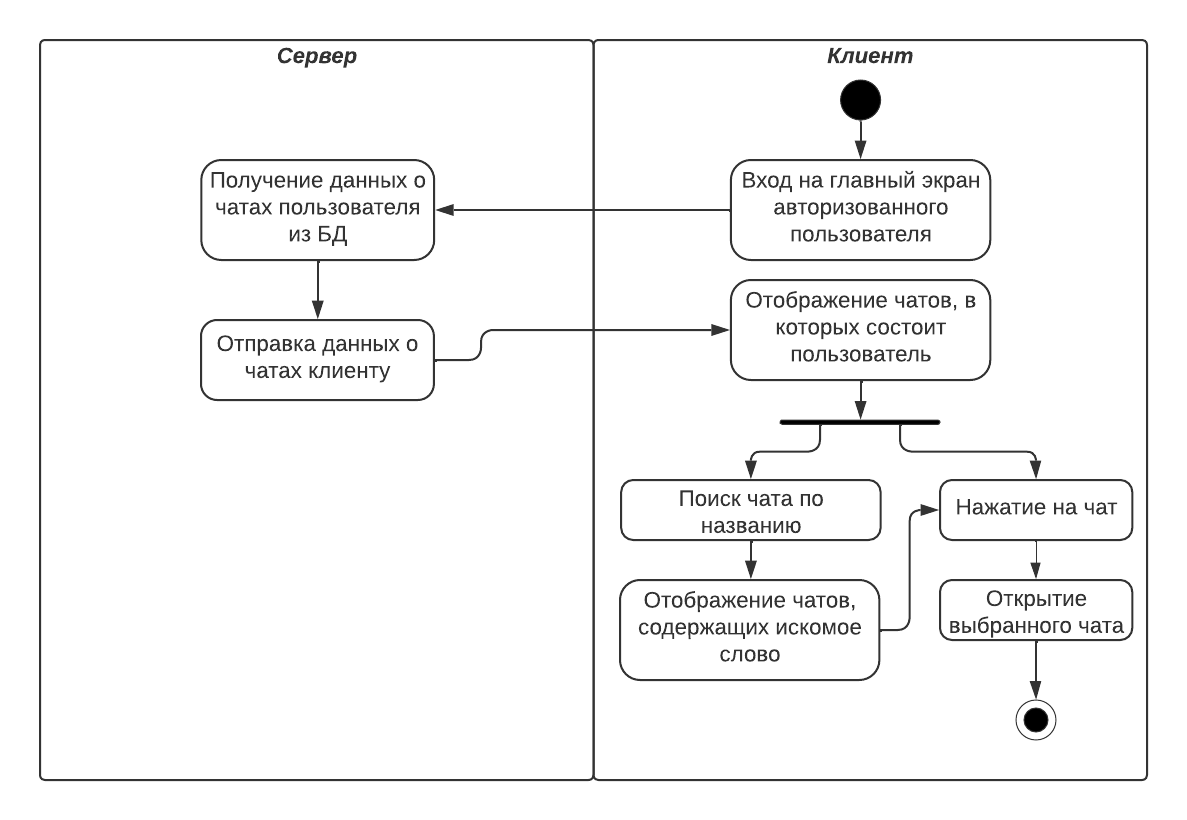 Сервер
Клиент
Вход на главный экран
авторизованного
пользователя
Получение данных о
чатах пользователя
из БД
Отправка данных о
чатах клиенту
Отображение чатов, в
которых состоит
пользователь
Поиск чата по
названию
Отображение чатов,
содержащих искомое
слово
Нажатие на чат
Открытие
выбранного чата